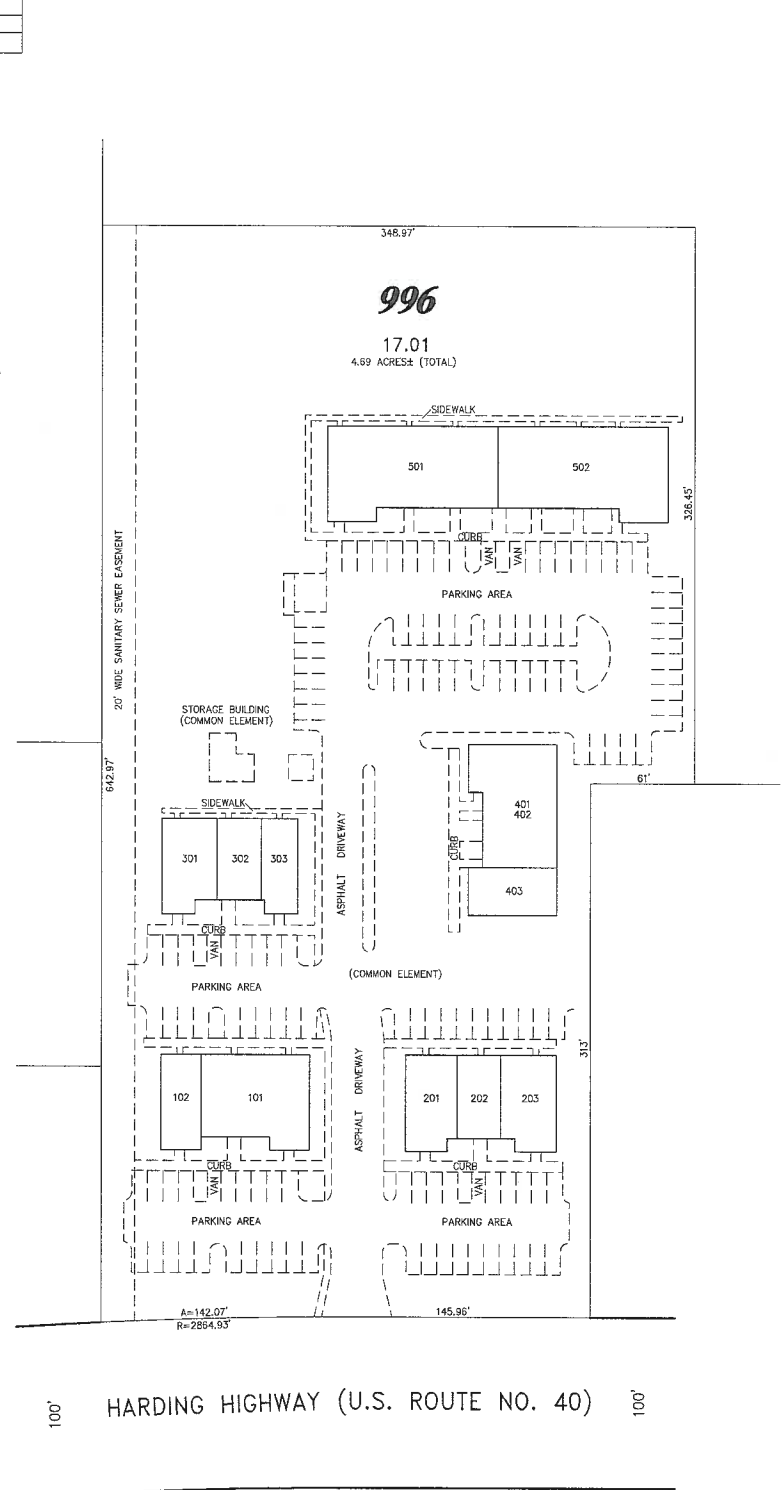 348.97'
996
17.01
4.69 ACRES± (TOTAL)
SIDEWALK
501
502
326.45'
CURB
VAN
VAN
20' WIDE SANITARY SEWER EASEMENT
PARKING AREA
STORAGE BUILDING
(COMMON ELEMENT)
642.97'
61'
SIDEWALK
401
402
ASPHALT DRIVEWAY
CURB
301
302
303
403
CURB
VAN
(COMMON ELEMENT)
PARKING AREA
313'
ASPHALT DRIVEWAY
102
101
201
202
203
CURB
CURB
VAN
VAN
PARKING AREA
PARKING AREA
A=142.07'
145.96'
R=2864.93'
100'
HARDING HIGHWAY (U.S. ROUTE NO. 40)
100'